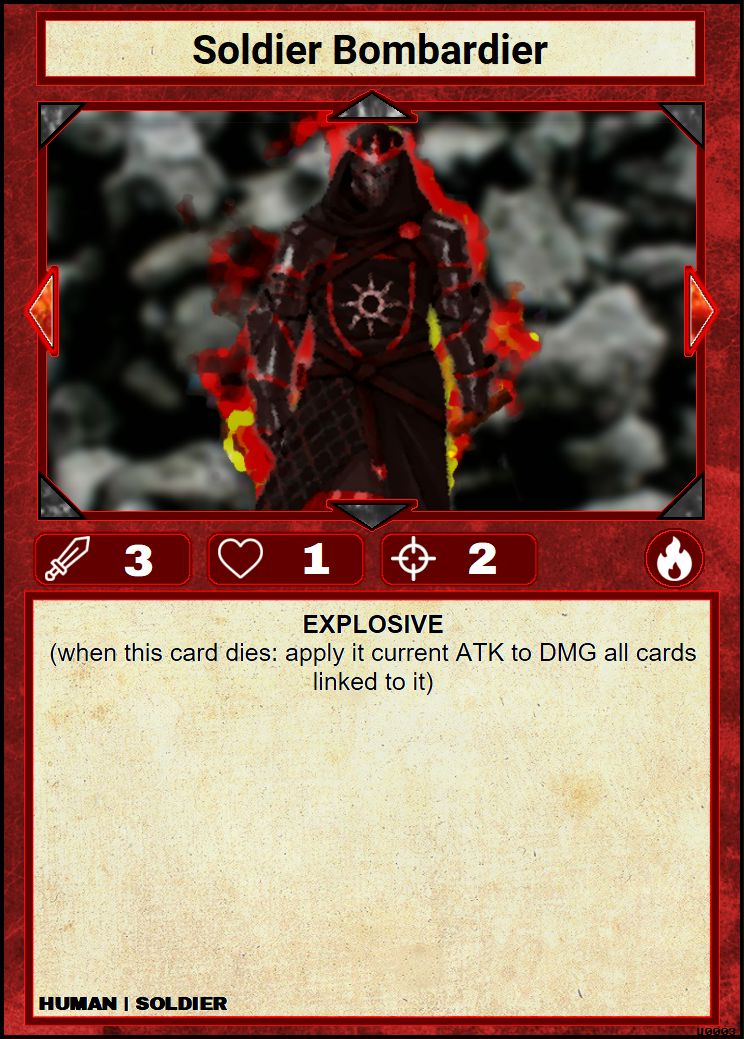 Soldier Bombardier
3 1 2
EXPLOSIVE
(when this card dies: apply it current ATK to DMG all cards
linked to it)
HUMAN | SOLDIER
U0003